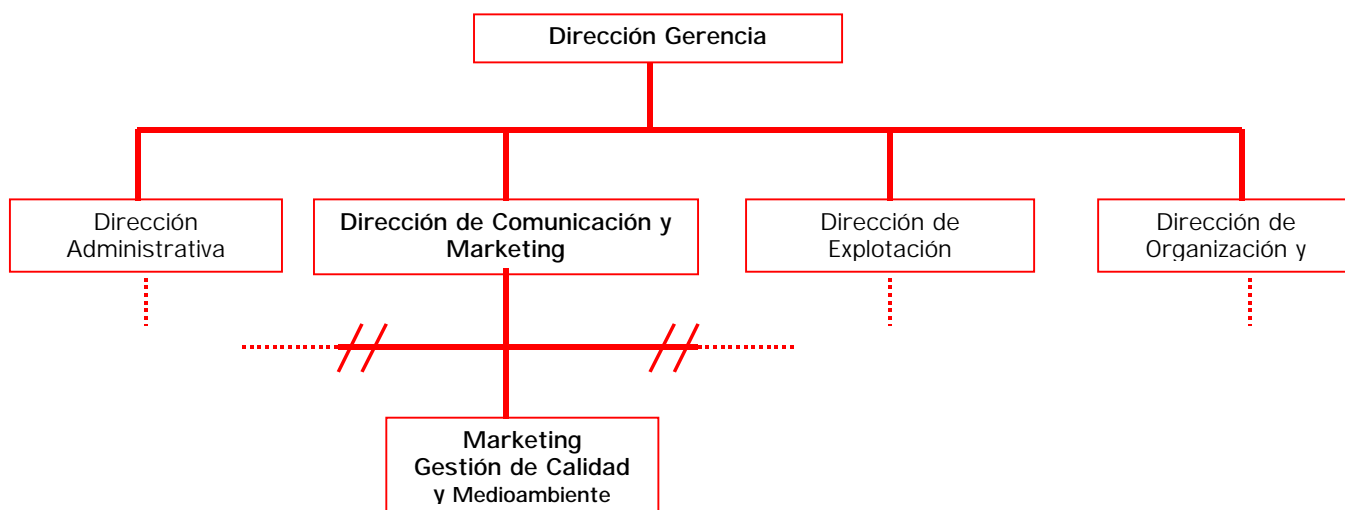 Dirección Gerencia
Dirección
Administrativa
Dirección de Comunicación y
Marketing
Dirección de
Explotación
Dirección de
Organización y
Marketing
Gestión de Calidad
y Medioambiente